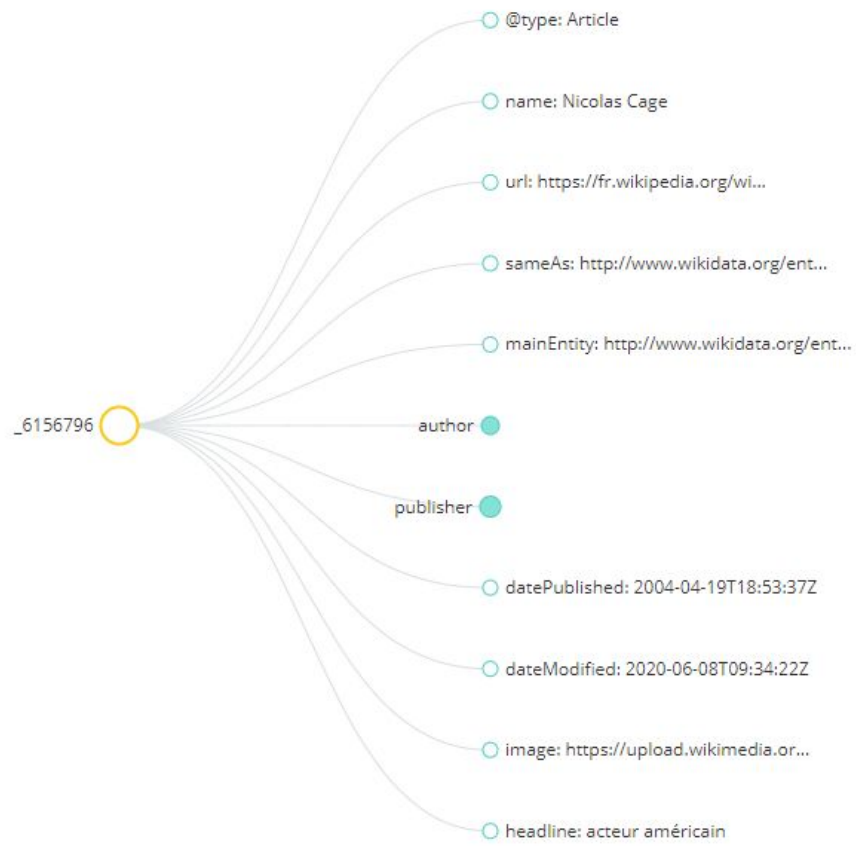 @type: Article
name: Nicolas Cage
url: https://fr.wikipedia.org/wi...
sameAs: http://www.wikidata.org/ent...
mainEntity: http://www.wikidata.org/ent...
_6156796
author
publisher
datePublished: 2004-04-19T18:53:37Z
dateModified: 2020-06-08T09:34:22Z
image: https://upload.wikimedia.or...
headline: acteur américain